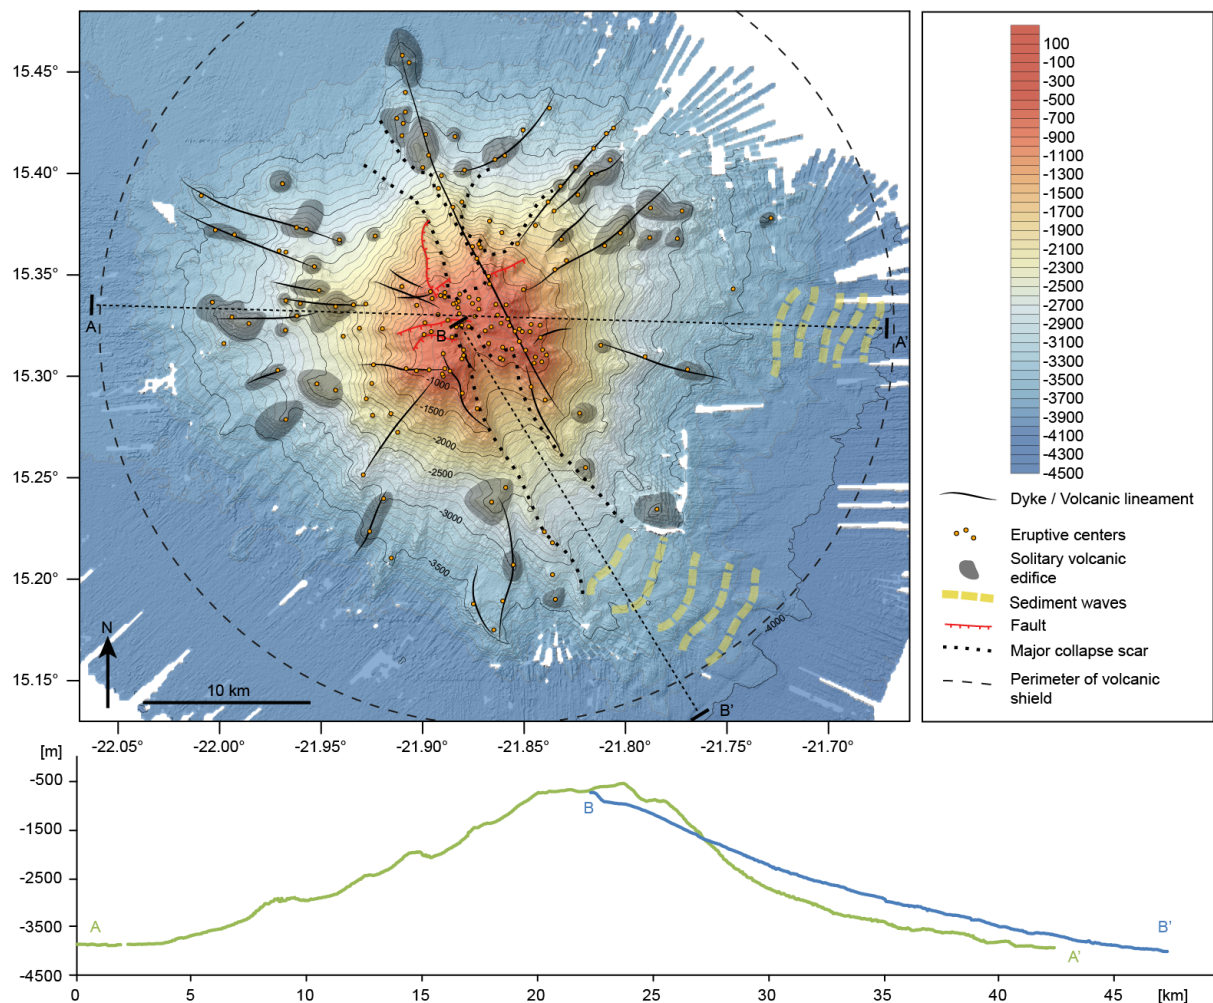 15.45°
15.40°
15.35°
15.30°
15.25°
15.20°
15.15°
A
A'
B
B'
-1000
-1500
-2000
-2500
-3000
-3500
-4000
N
10 km
-22.05°
-22.00°
-21.95°
-21.90°
-21.85°
-21.80°
-21.75°
-21.70°
100
-100
-300
-500
-700
-900
-1100
-1300
-1500
-1700
-1900
-2100
-2300
-2500
-2700
-2900
-3100
-3300
-3500
-3700
-3900
-4100
-4300
-4500
Dyke / Volcanic lineament
Eruptive centers
Solitary volcanic
edifice
Sediment waves
Fault
Major collapse scar
Perimeter of volcanic
shield
[m]
-500
-1500
-2500
-3500
-4500
A
B
B'
A'
0
5
10
15
20
25
30
35
40
45
[km]